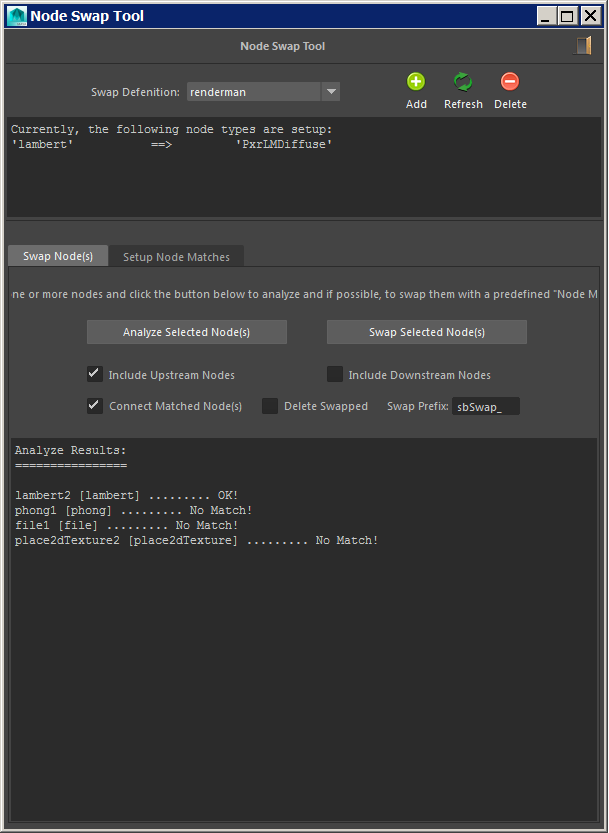 Node Swap Tool
Node Swap Tool
Swap Defenition: renderman
Add Refresh Delete
Currently, the following node types are setup:
'lambert' ==> 'PxrLMDiffuse'
Swap Node(s) Setup Node Matches
ne or more nodes and click the button below to analyze and if possible, to swap them with a predefined "Node M
Analyze Selected Node(s) Swap Selected Node(s)
Include Upstream Nodes Include Downstream Nodes
Connect Matched Node(s) Delete Swapped Swap Prefix: sbSwap_
Analyze Results:
================
lambert2 [lambert] ......... OK!
phong1 [phong] ......... No Match!
file1 [file] ......... No Match!
place2dTexture2 [place2dTexture] ......... No Match!